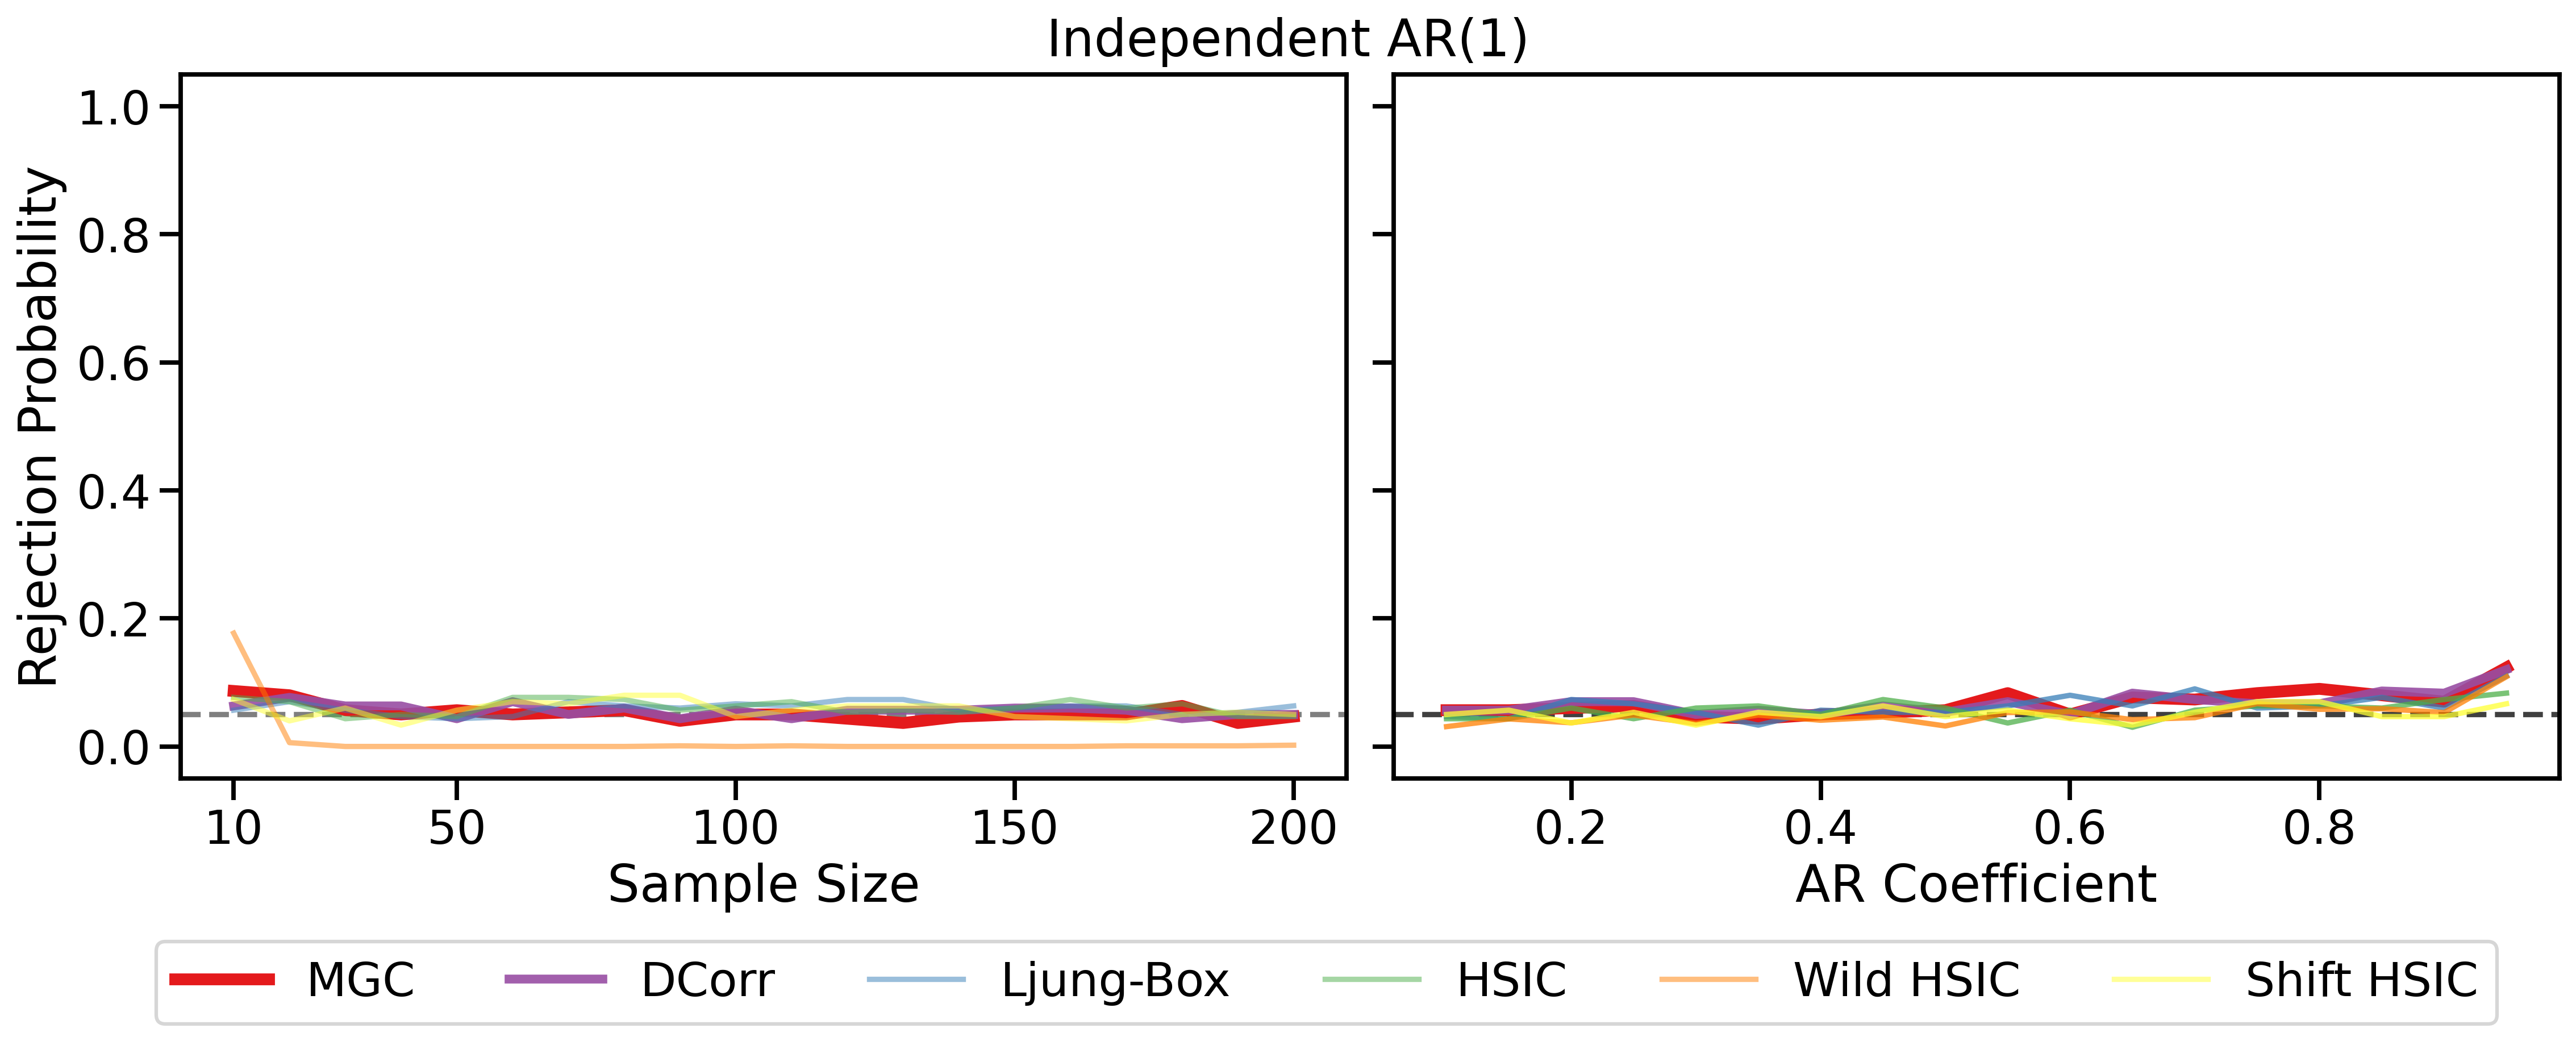 Independent AR(1)
Rejection Probability
1.0
0.8
0.6
0.4
0.2
0.0
10 50 100 150 200
Sample Size
0.2 0.4 0.6 0.8
AR Coefficient
MGC DCorr Ljung-Box HSIC Wild HSIC Shift HSIC